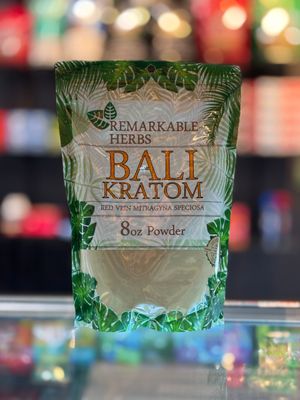 REMARKABLE
HERBS
BALI
KRATOM
RED VEIN MITRAGYNA SPECIOSA
8oz Powder